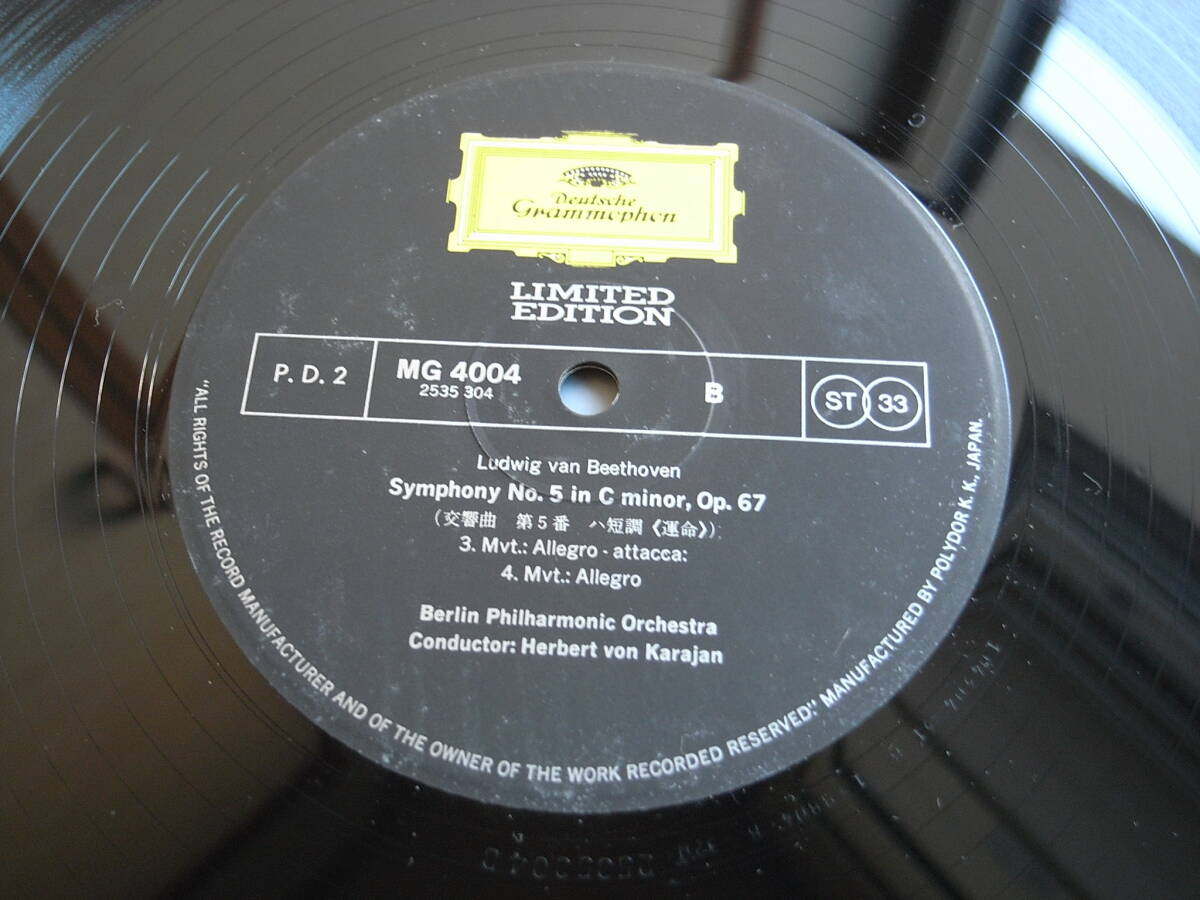 Deutsche
Grammophon
LIMITED
EDITION
P. D. 2
MG 4004
2535 304
B
ST 33
Ludwig van Beethoven
Symphony No. 5 in C minor, Op. 67
(交響曲 第5番 ハ短調《運命》)
3. Mvt.: Allegro - attacca:
4. Mvt.: Allegro
Berlin Philharmonic Orchestra
Conductor: Herbert von Karajan
"ALL RIGHTS OF THE RECORD MANUFACTURER AND OF THE OWNER OF THE WORK RECORDED RESERVED". MANUFACTURED BY POLYDOR K. K., JAPAN.